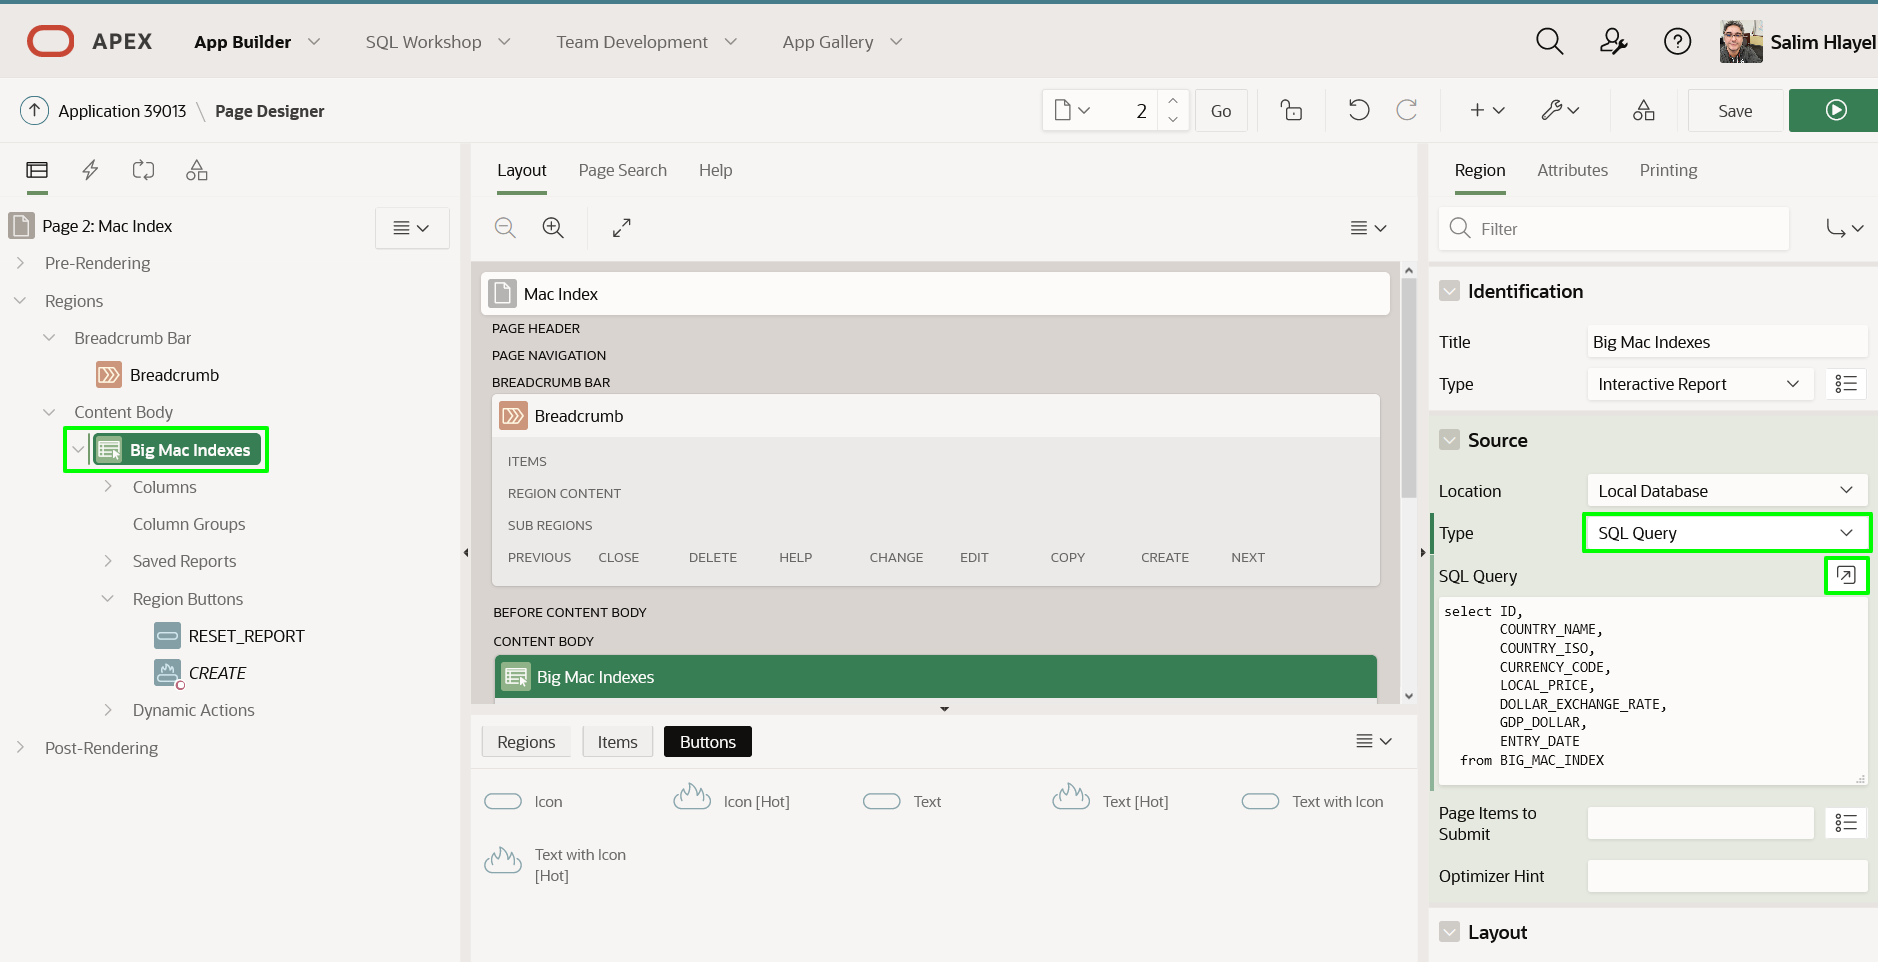 APEX App Builder SQL Workshop Team Development App Gallery Salim Hlayel
Application 39013 \ Page Designer 2 Go Save
Page 2: Mac Index
Pre-Rendering
Regions
Breadcrumb Bar
Breadcrumb
Content Body
Big Mac Indexes
Columns
Column Groups
Saved Reports
Region Buttons
RESET_REPORT
CREATE
Dynamic Actions
Post-Rendering
Layout Page Search Help
Mac Index
PAGE HEADER
PAGE NAVIGATION
BREADCRUMB BAR
Breadcrumb
ITEMS
REGION CONTENT
SUB REGIONS
PREVIOUS CLOSE DELETE HELP CHANGE EDIT COPY CREATE NEXT
BEFORE CONTENT BODY
CONTENT BODY
Big Mac Indexes
Regions Items Buttons
Icon Icon [Hot] Text Text [Hot] Text with Icon
Text with Icon
[Hot]
Region Attributes Printing
Filter
Identification
Title Big Mac Indexes
Type Interactive Report
Source
Location Local Database
Type SQL Query
SQL Query
select ID,
COUNTRY_NAME,
COUNTRY_ISO,
CURRENCY_CODE,
LOCAL_PRICE,
DOLLAR_EXCHANGE_RATE,
GDP_DOLLAR,
ENTRY_DATE
from BIG_MAC_INDEX
Page Items to
Submit
Optimizer Hint
Layout